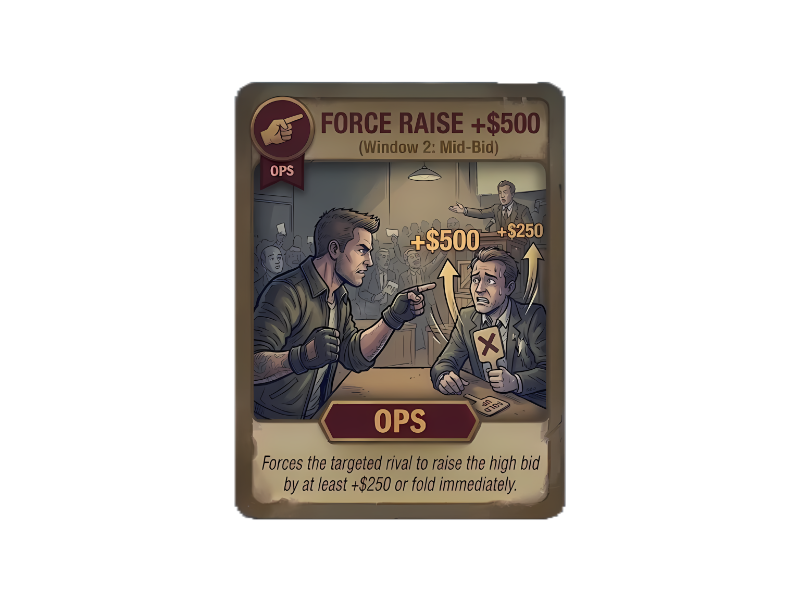 FORCE RAISE +$500
(Window 2: Mid-Bid)
OPS
+$500
+$250
X
OPS
Forces the targeted rival to raise the high bid
by at least +$250 or fold immediately.